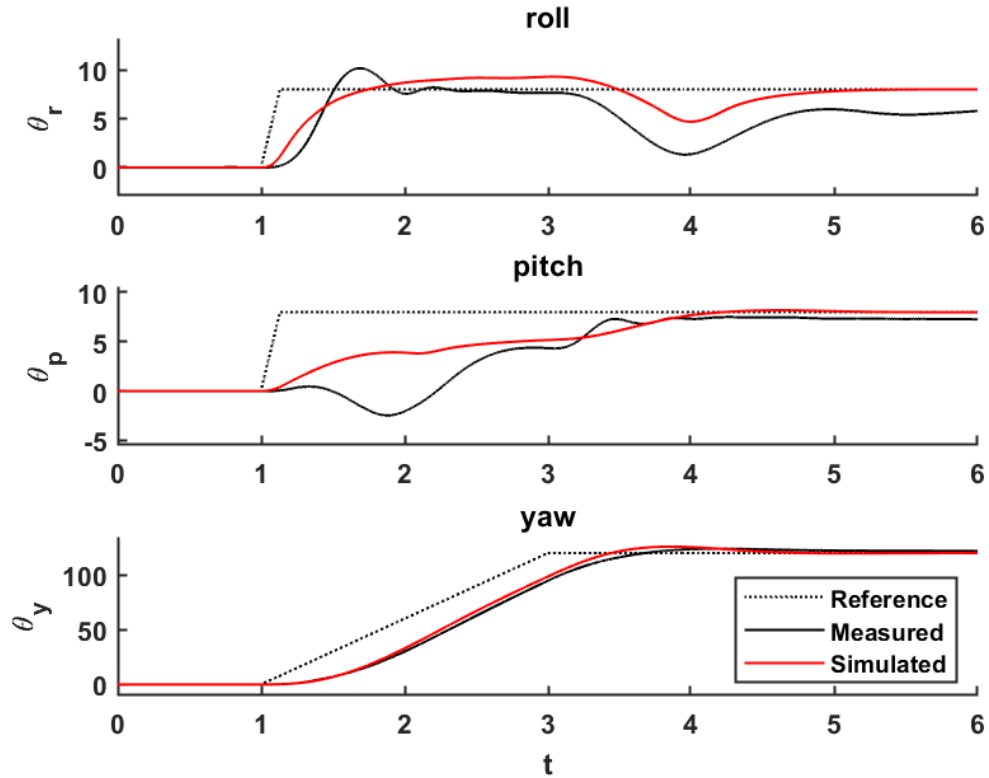 roll
10
5
0
θr
0 1 2 3 4 5 6
pitch
10
5
0
-5
θp
0 1 2 3 4 5 6
yaw
100
50
0
θy
Reference
Measured
Simulated
0 1 2 3 4 5 6
t